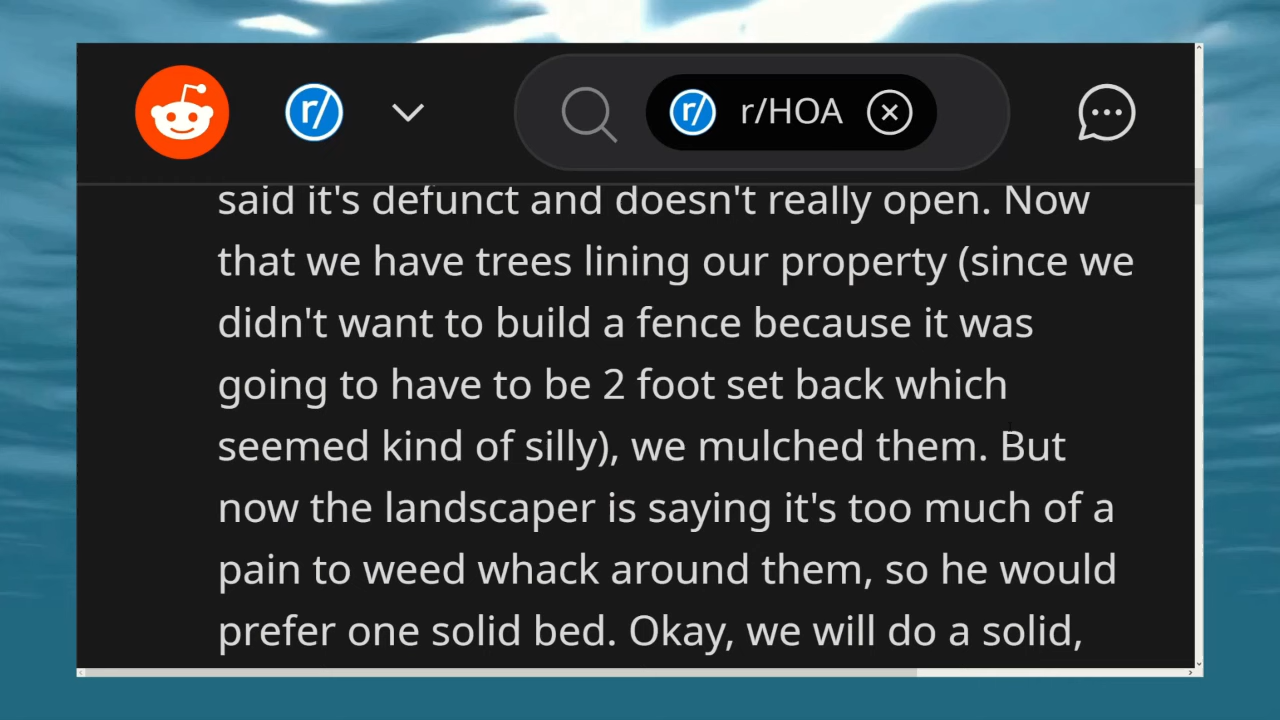 r/
r/ r/HOA
said it's defunct and doesn't really open. Now
that we have trees lining our property (since we
didn't want to build a fence because it was
going to have to be 2 foot set back which
seemed kind of silly), we mulched them. But
now the landscaper is saying it's too much of a
pain to weed whack around them, so he would
prefer one solid bed. Okay, we will do a solid,